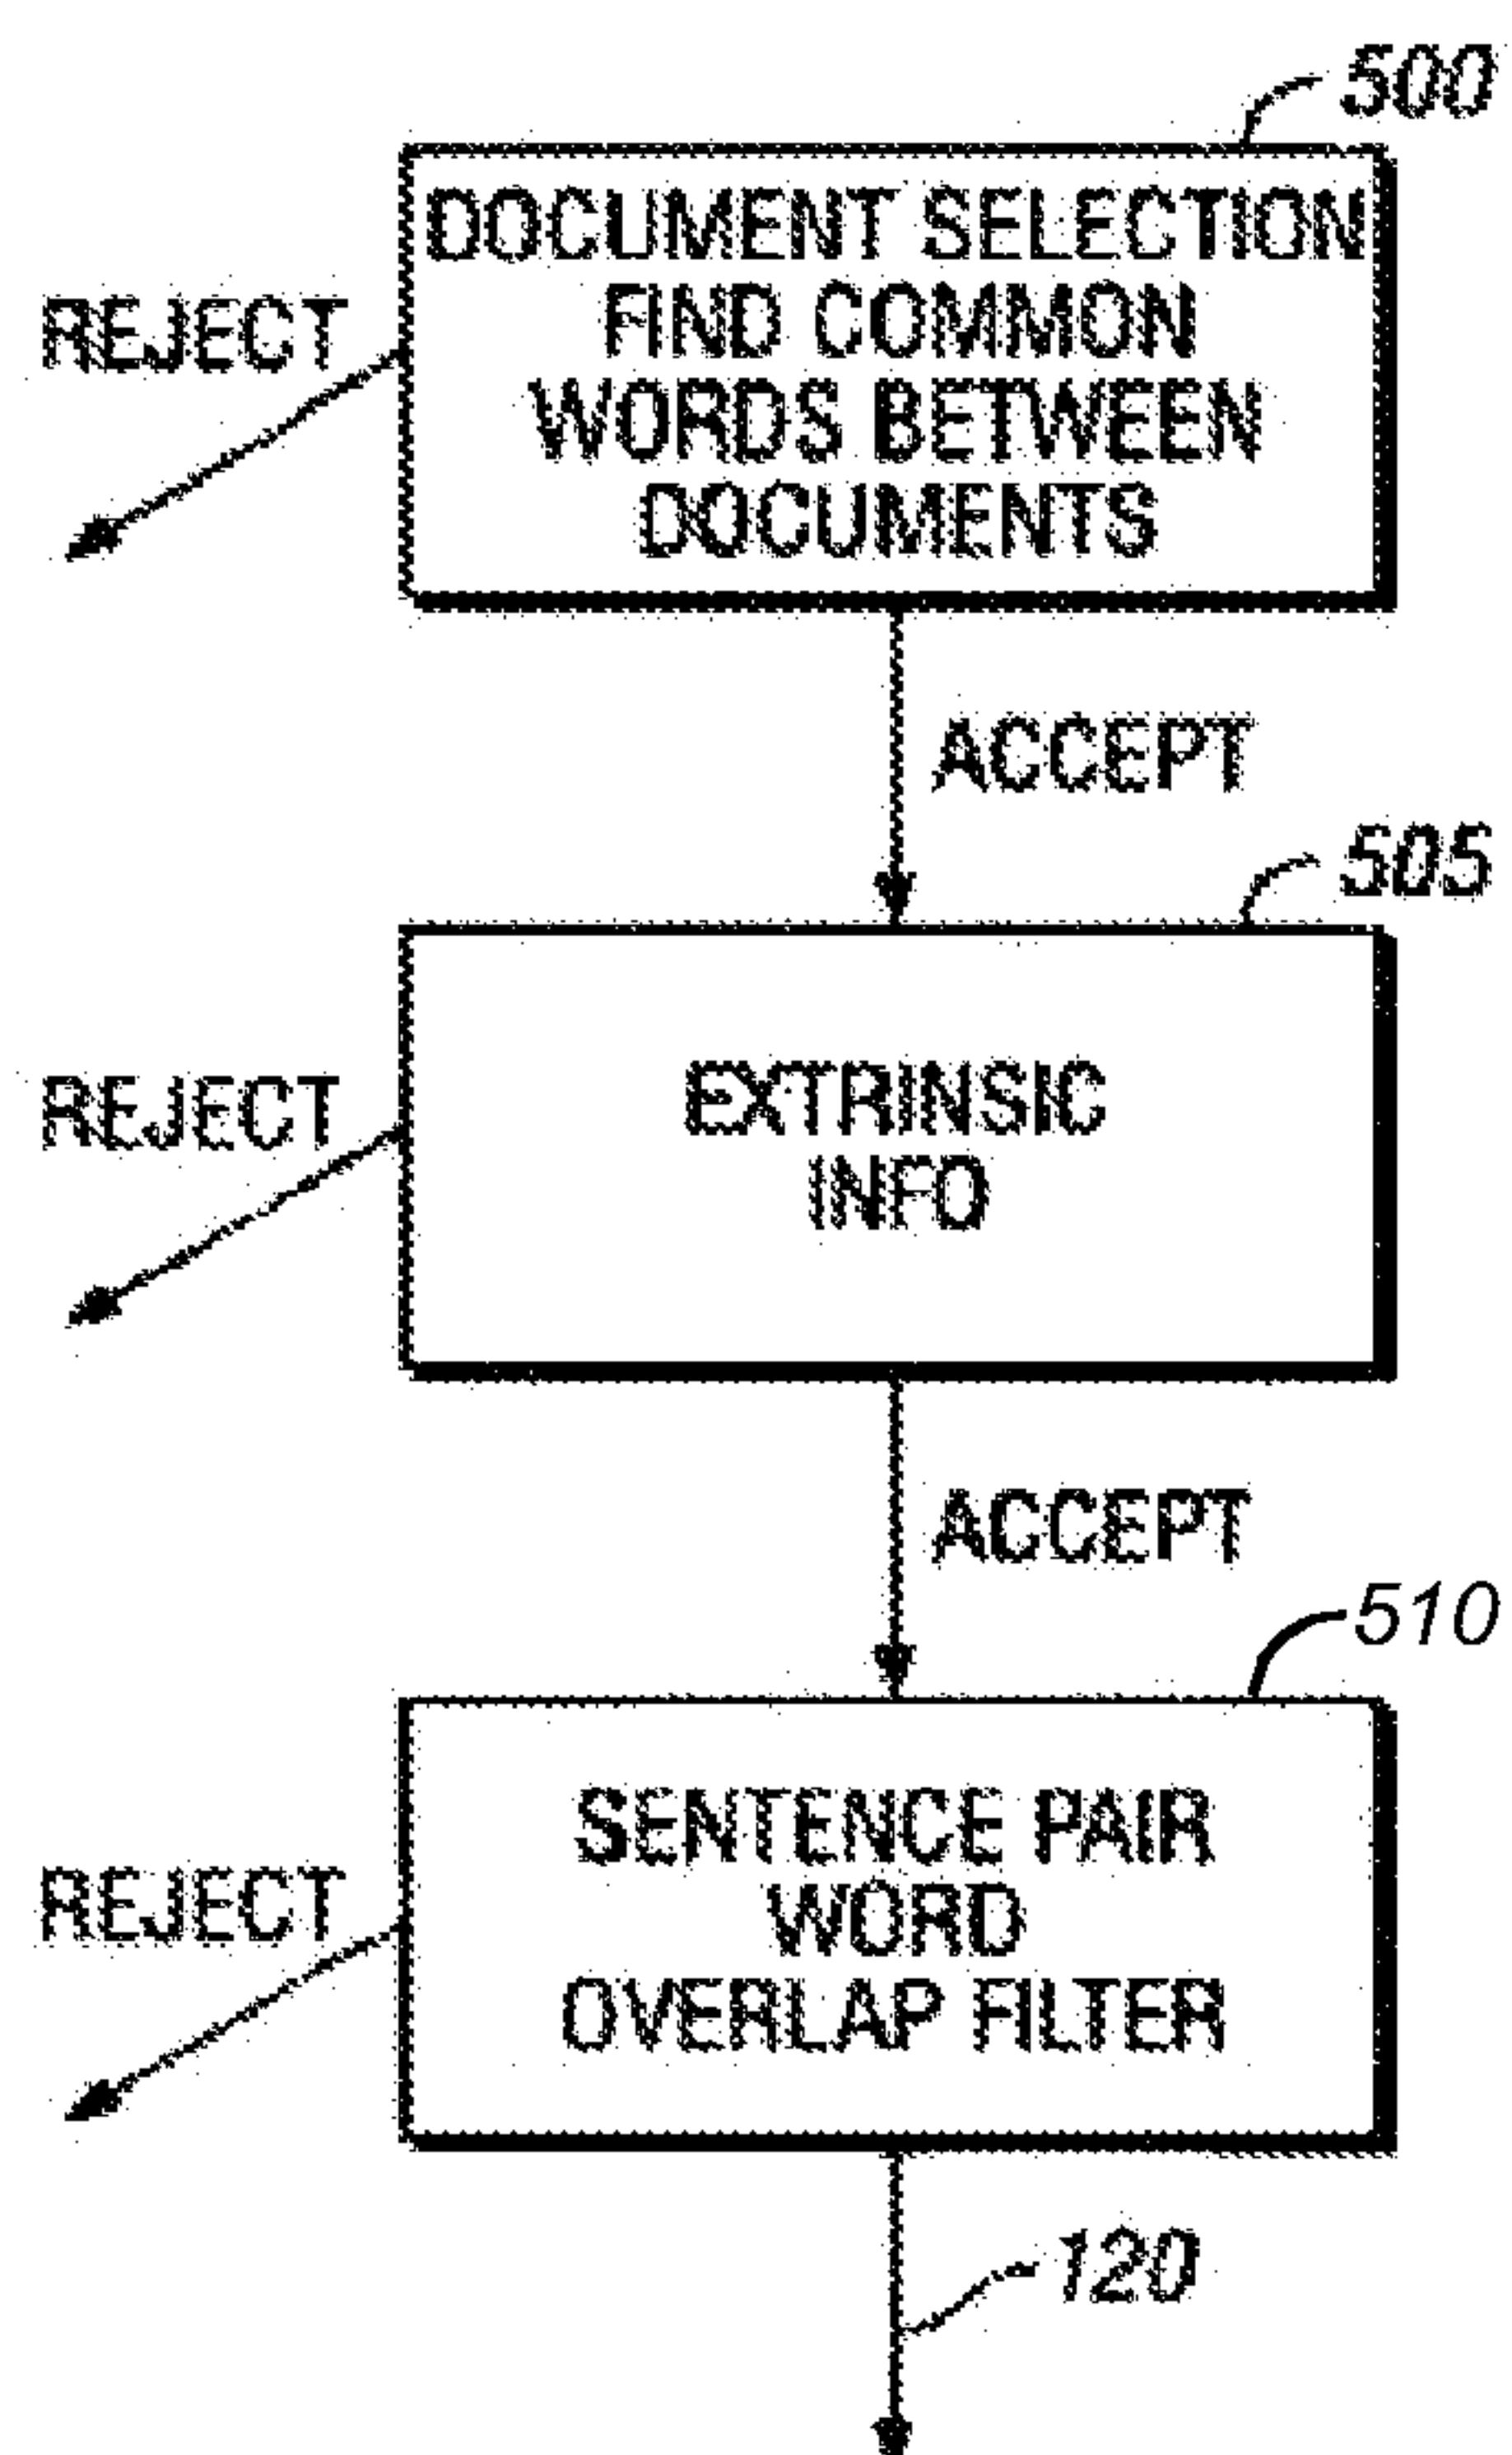 500
DOCUMENT SELECTION
FIND COMMON
WORDS BETWEEN
DOCUMENTS
REJECT
ACCEPT
505
EXTRINSIC
INFO
REJECT
ACCEPT
510
SENTENCE PAIR
WORD
OVERLAP FILTER
REJECT
120